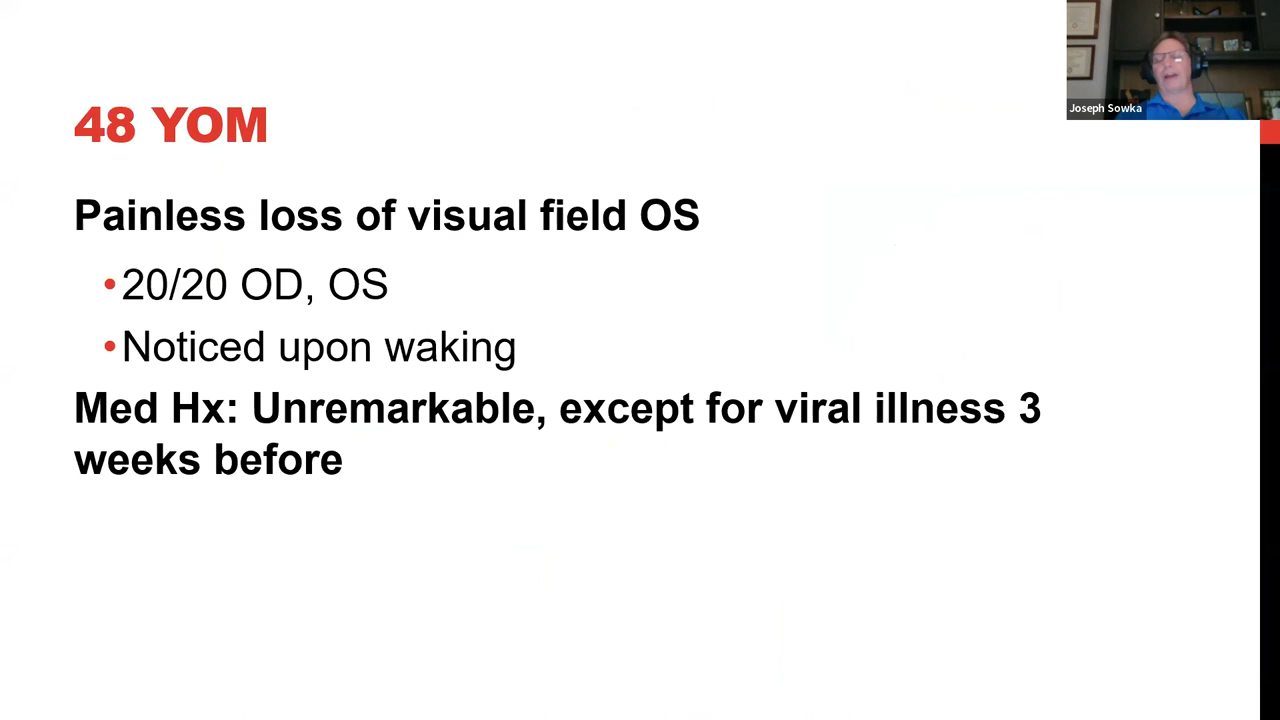 Joseph Sowka
48 YOM
Painless loss of visual field OS
•20/20 OD, OS
•Noticed upon waking
Med Hx: Unremarkable, except for viral illness 3
weeks before